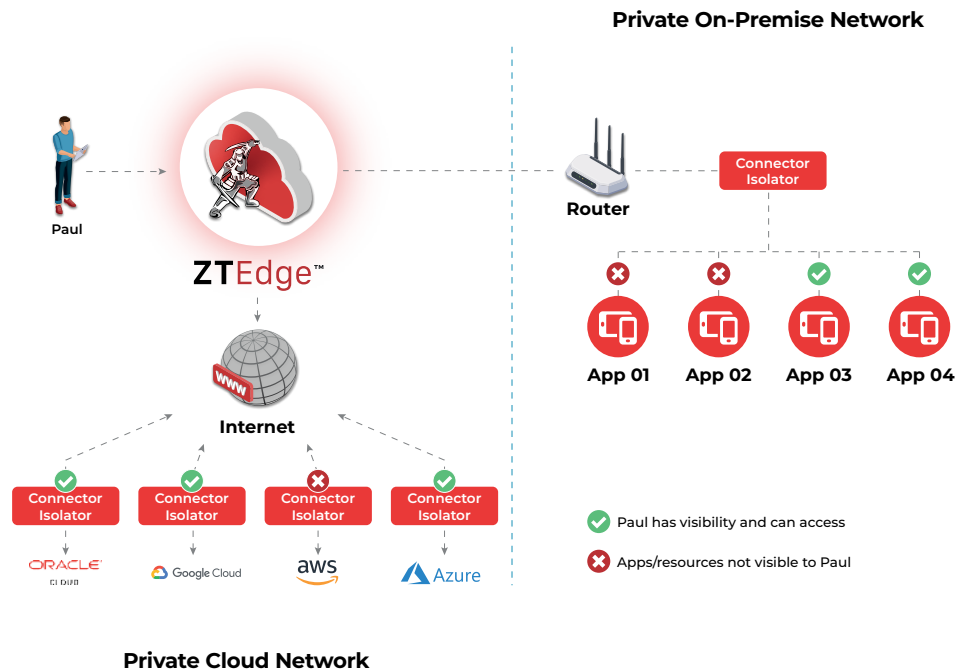 Private On-Premise Network
Paul
ZTEdge™
Router
Connector
Isolator
App 01
App 02
App 03
App 04
www
Internet
Connector
Isolator
Connector
Isolator
Connector
Isolator
Connector
Isolator
ORACLE
Google Cloud
aws
Azure
Paul has visibility and can access
Apps/resources not visible to Paul
Private Cloud Network